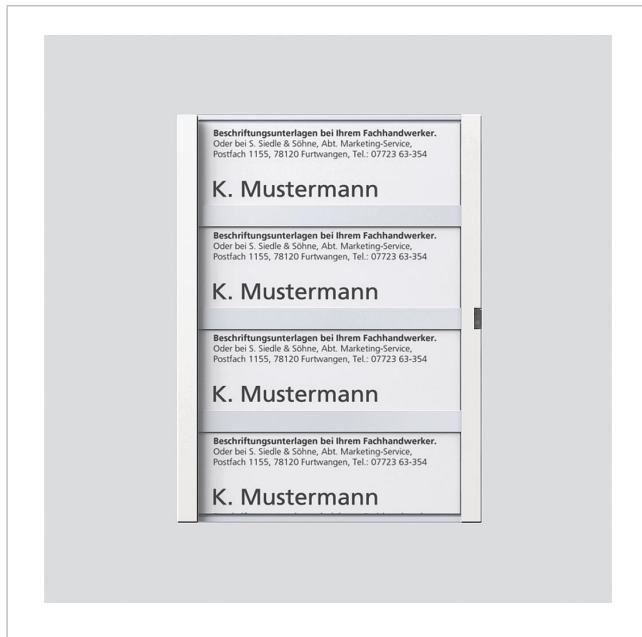 Beschriftungsunterlagen bei Ihrem Fachhandwerker.
Oder bei S. Siedle & Söhne, Abt. Marketing-Service,
Postfach 1155, 78120 Furtwangen, Tel.: 07723 63-354
K. Mustermann
Beschriftungsunterlagen bei Ihrem Fachhandwerker.
Oder bei S. Siedle & Söhne, Abt. Marketing-Service,
Postfach 1155, 78120 Furtwangen, Tel.: 07723 63-354
K. Mustermann
Beschriftungsunterlagen bei Ihrem Fachhandwerker.
Oder bei S. Siedle & Söhne, Abt. Marketing-Service,
Postfach 1155, 78120 Furtwangen, Tel.: 07723 63-354
K. Mustermann
Beschriftungsunterlagen bei Ihrem Fachhandwerker.
Oder bei S. Siedle & Söhne, Abt. Marketing-Service,
Postfach 1155, 78120 Furtwangen, Tel.: 07723 63-354
K. Mustermann